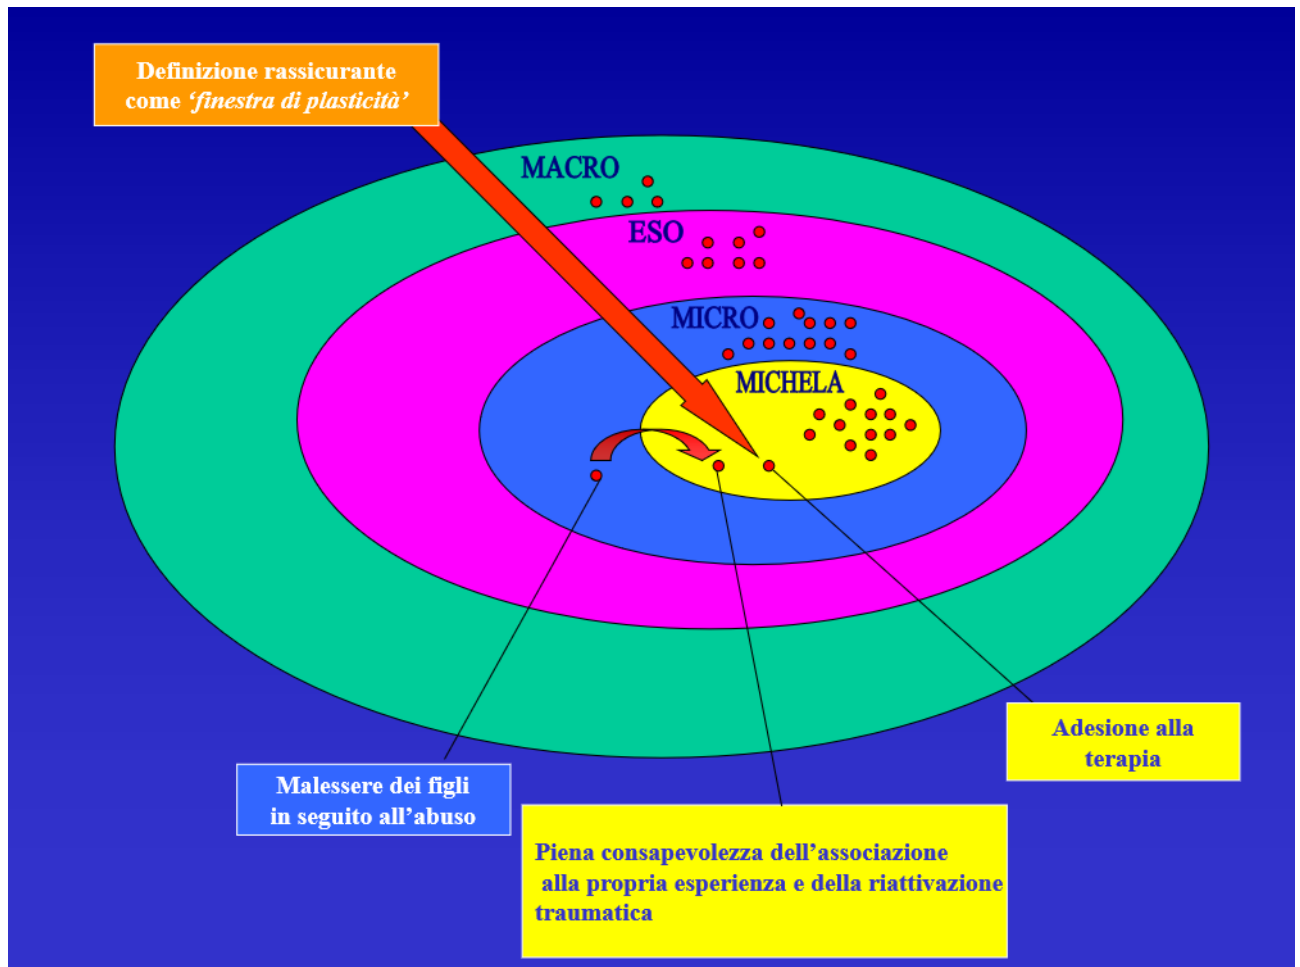 Definizione rassicurante
come ‘finestra di plasticità’
MACRO
ESO
MICRO
MICHELA
Adesione alla
terapia
Malessere dei figli
in seguito all’abuso
Piena consapevolezza dell’associazione
alla propria esperienza e della riattivazione
traumatica